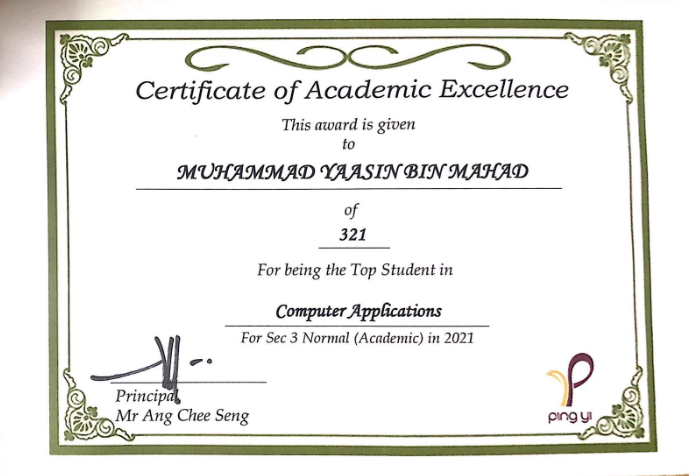 Certificate of Academic Excellence
This award is given
to
MUHAMMAD YAASIN BIN MAHAD
of
321
For being the Top Student in
Computer Applications
For Sec 3 Normal (Academic) in 2021
Principal
Mr Ang Chee Seng
ping yi